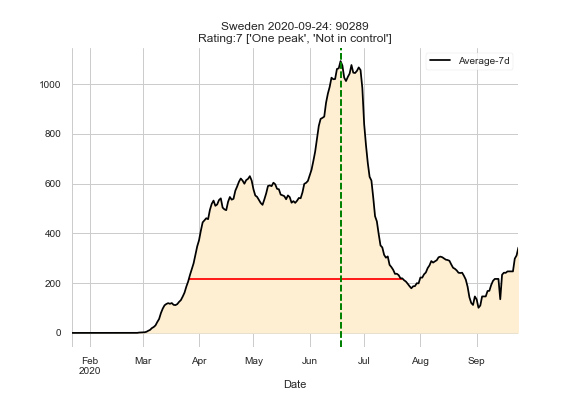 Sweden 2020-09-24: 90289
Rating:7 ['One peak', 'Not in control']
Average-7d
1000
800
600
400
200
0
Feb Mar Apr May Jun Jul Aug Sep
2020
Date